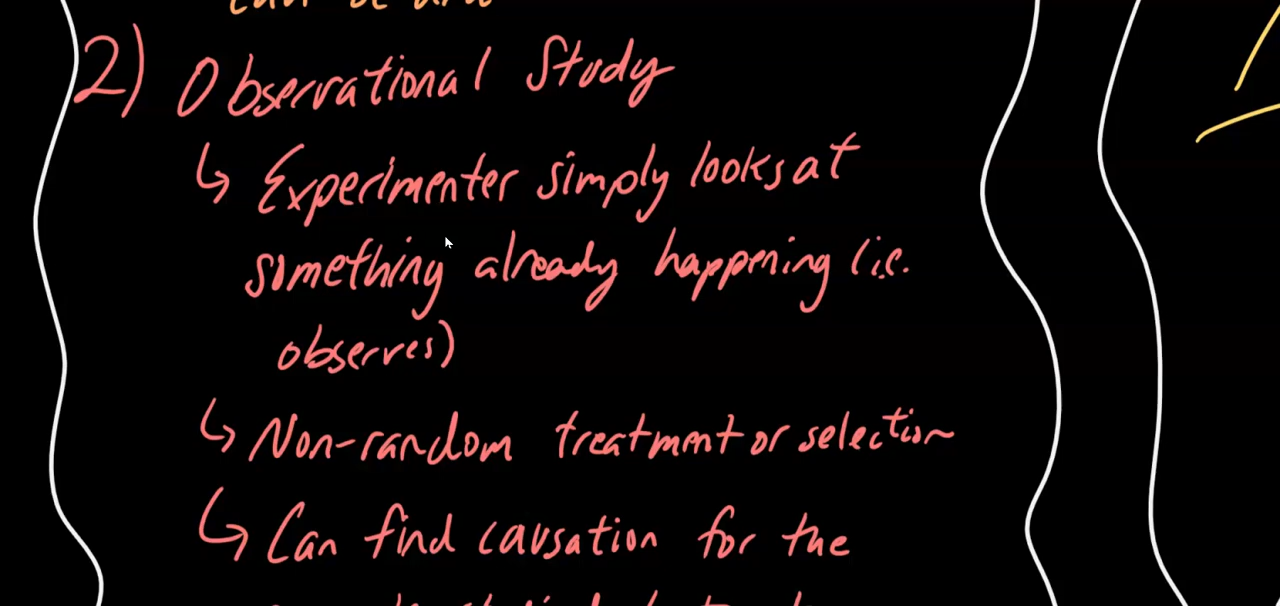 2) Observational Study
↳ Experimenter simply looks at
something already happening (i.e.
observes)
↳ Non-random treatment or selection
↳ Can find causation for the